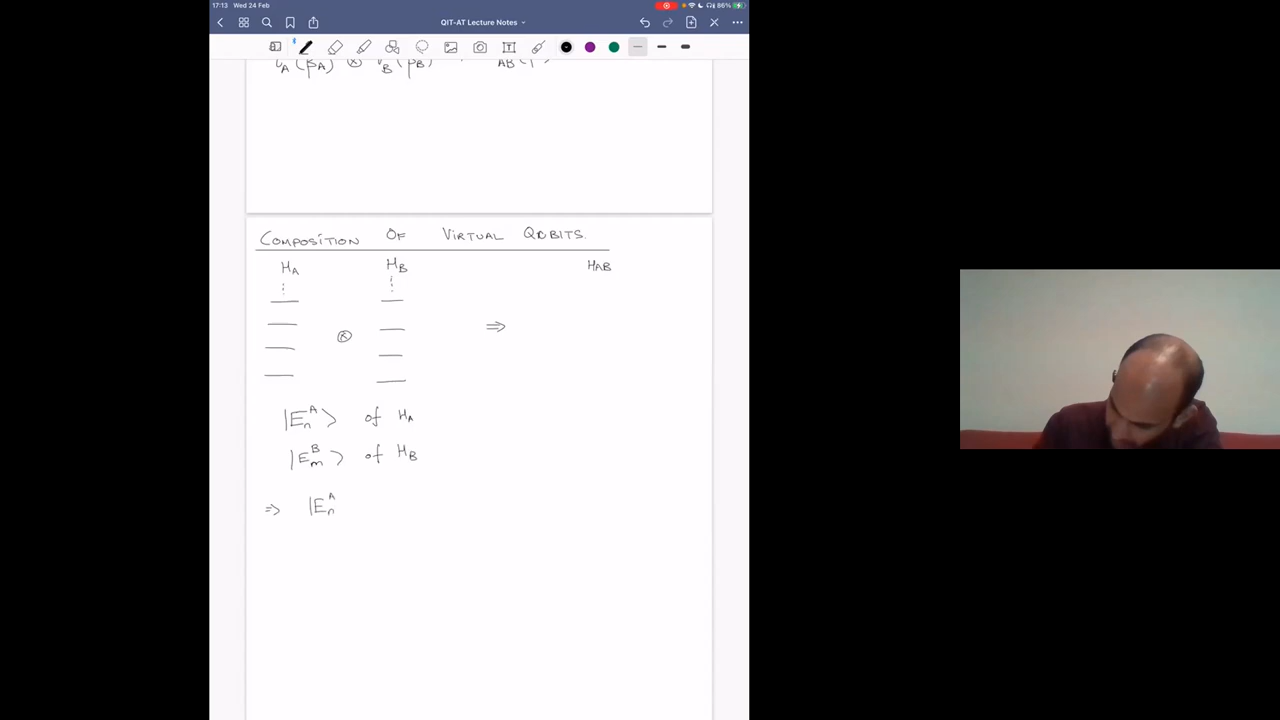 17:13 Wed 24 Feb
86%
QIT-AT Lecture Notes
COMPOSITION OF VIRTUAL QUBITS.
H_A H_B H_AB
⊗ ⇒
|E_n^A⟩ of H_A
|E_m^B⟩ of H_B
⇒ |E_n^A